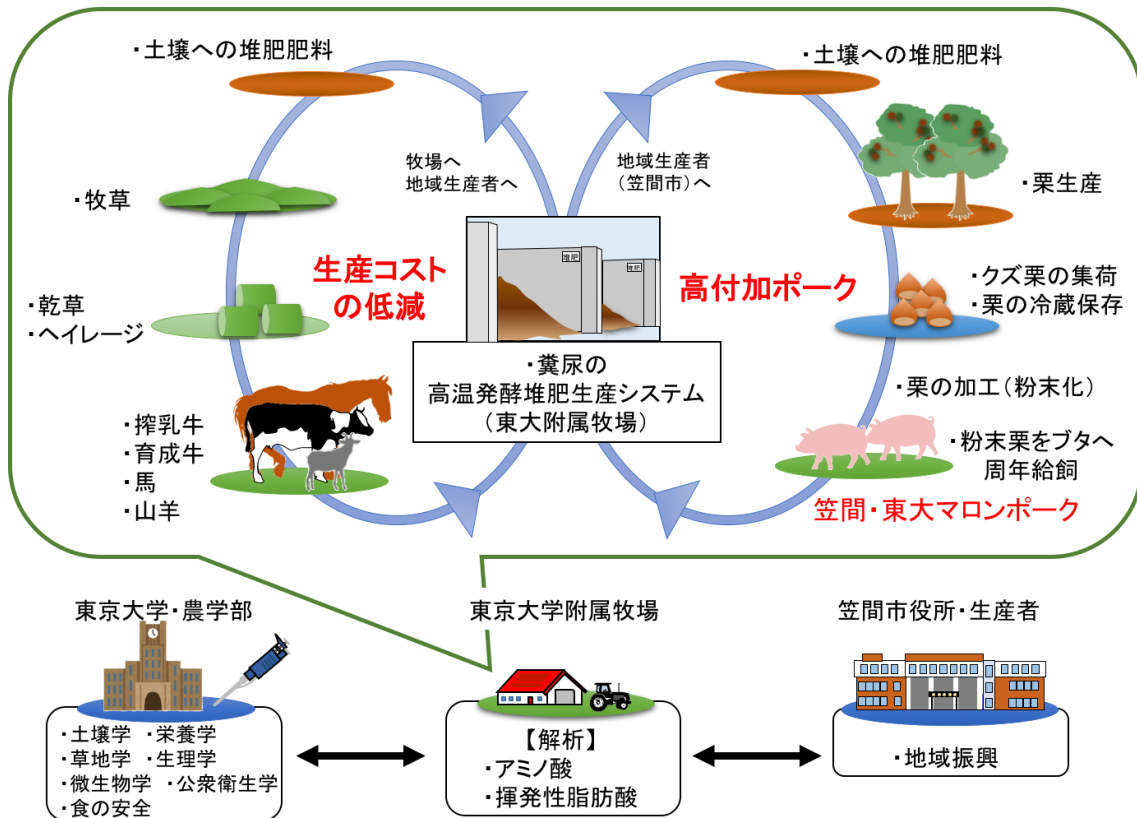 ・土壌への堆肥肥料
・土壌への堆肥肥料
牧場へ
地域生産者へ
地域生産者
（笠間市）へ
・牧草
・栗生産
堆肥
堆肥
生産コスト
の低減
高付加ポーク
・乾草
・ヘイレージ
・クズ栗の集荷
・栗の冷蔵保存
・糞尿の
高温発酵堆肥生産システム
（東大附属牧場）
・栗の加工（粉末化）
・搾乳牛
・育成牛
・馬
・山羊
・粉末栗をブタへ
周年給飼
笠間・東大マロンポーク
東京大学・農学部
東京大学附属牧場
笠間市役所・生産者
・土壌学 ・栄養学
・草地学 ・生理学
・微生物学 ・公衆衛生学
・食の安全
【解析】
・アミノ酸
・揮発性脂肪酸
・地域振興